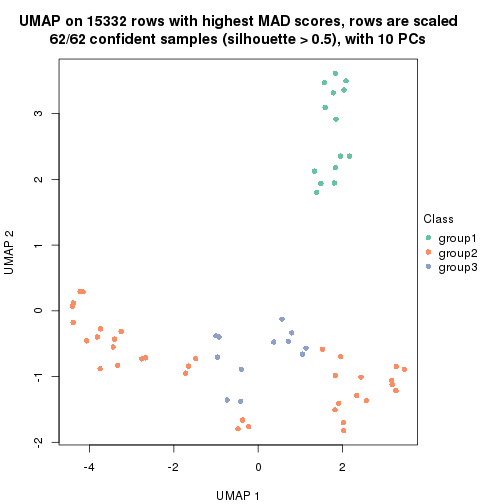 UMAP on 15332 rows with highest MAD scores, rows are scaled
62/62 confident samples (silhouette > 0.5), with 10 PCs
3
2
1
0
-1
-2
UMAP 2
-4
-2
0
2
UMAP 1
Class
group1
group2
group3